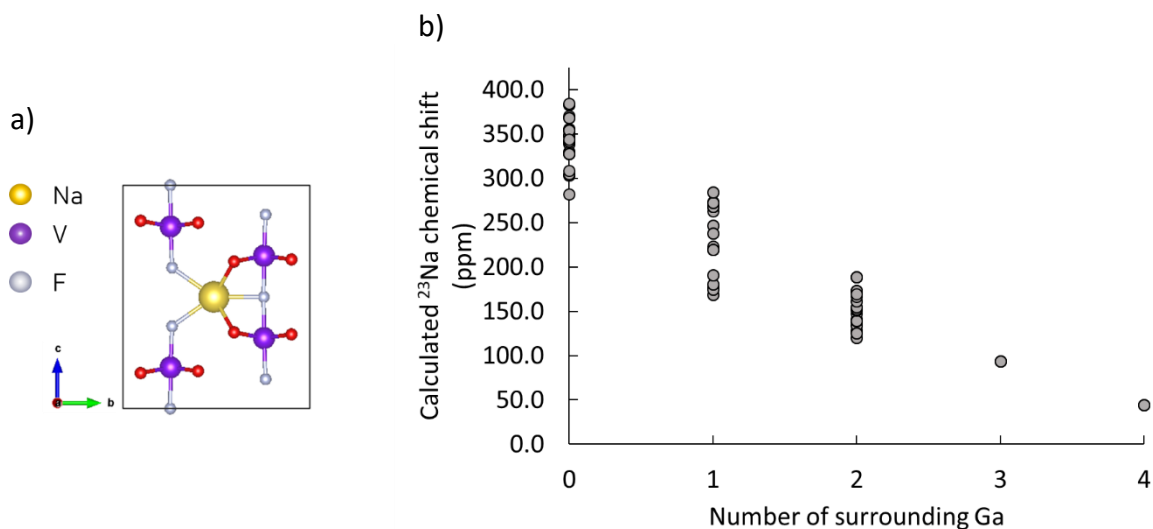 a)
Na
V
F
c
a
b
b)
Calculated ²³Na chemical shift
(ppm)
400.0
350.0
300.0
250.0
200.0
150.0
100.0
50.0
0.0
0 1 2 3 4
Number of surrounding Ga